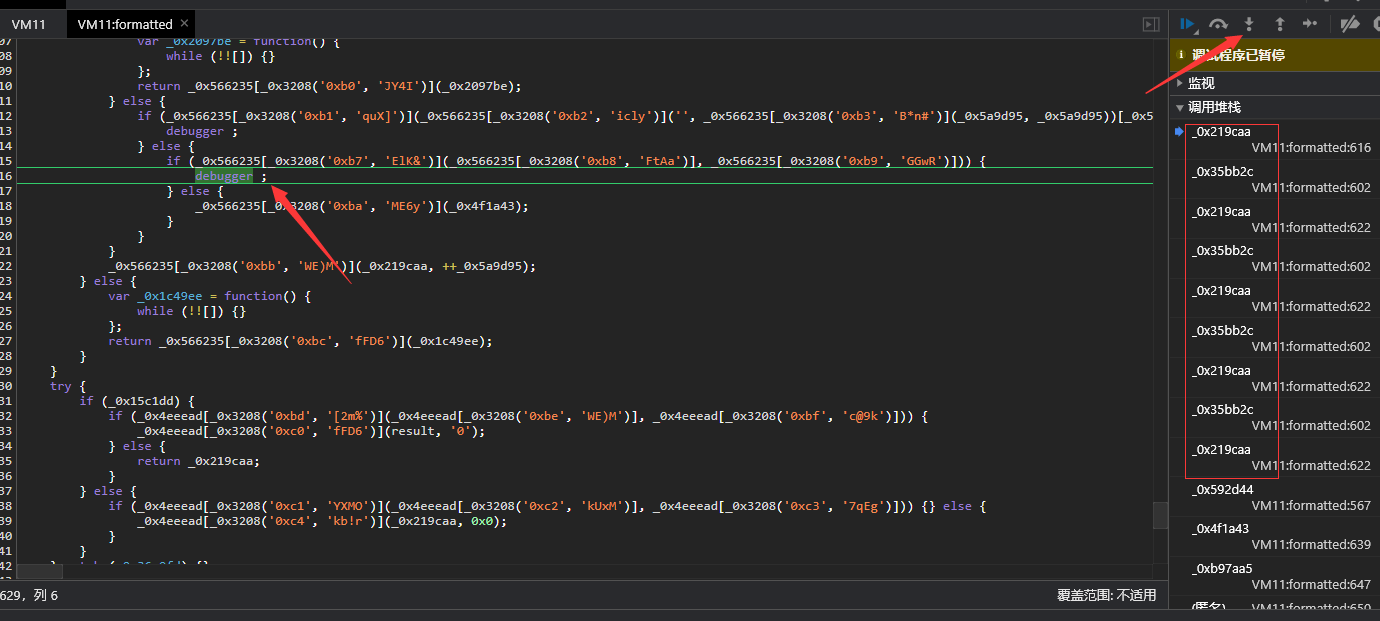 VM11
VM11:formatted ×
07 var _0x2097be = function() {
08 while (!![]) {}
09 };
10 return _0x566235[_0x3208('0xb0', 'JY4I')](_0x2097be);
11 } else {
12 if (_0x566235[_0x3208('0xb1', 'quX]')](_0x566235[_0x3208('0xb2', 'icly')]('', _0x566235[_0x3208('0xb3', 'B*n#')](_0x5a9d95, _0x5a9d95))[_0x5
13 debugger ;
14 } else {
15 if (_0x566235[_0x3208('0xb7', 'ElK&')](_0x566235[_0x3208('0xb8', 'FtAa')], _0x566235[_0x3208('0xb9', 'GGwR')])) {
16 debugger ;
17 } else {
18 _0x566235[_0x3208('0xba', 'ME6y')](_0x4f1a43);
19 }
20 }
21 }
22 _0x566235[_0x3208('0xbb', 'WE)M')](_0x219caa, ++_0x5a9d95);
23 } else {
24 var _0x1c49ee = function() {
25 while (!![]) {}
26 };
27 return _0x566235[_0x3208('0xbc', 'fFD6')](_0x1c49ee);
28 }
29 }
30 try {
31 if (_0x15c1dd) {
32 if (_0x4eeead[_0x3208('0xbd', '[2m%')](_0x4eeead[_0x3208('0xbe', 'WE)M')], _0x4eeead[_0x3208('0xbf', 'c@9k')])) {
33 _0x4eeead[_0x3208('0xc0', 'fFD6')](result, '0');
34 } else {
35 return _0x219caa;
36 }
37 } else {
38 if (_0x4eeead[_0x3208('0xc1', 'YXMO')](_0x4eeead[_0x3208('0xc2', 'kUxM')], _0x4eeead[_0x3208('0xc3', '7qEg')])) {} else {
39 _0x4eeead[_0x3208('0xc4', 'kb!r')](_0x219caa, 0x0);
40 }
41 }
42
629, 列 6
覆盖范围: 不适用
调试程序已暂停
监视
调用堆栈
_0x219caa
VM11:formatted:616
_0x35bb2c
VM11:formatted:602
_0x219caa
VM11:formatted:622
_0x35bb2c
VM11:formatted:602
_0x219caa
VM11:formatted:622
_0x35bb2c
VM11:formatted:602
_0x219caa
VM11:formatted:622
_0x35bb2c
VM11:formatted:602
_0x219caa
VM11:formatted:622
_0x592d44
VM11:formatted:567
_0x4f1a43
VM11:formatted:639
_0xb97aa5
VM11:formatted:647
(匿名)
VM11:formatted:650